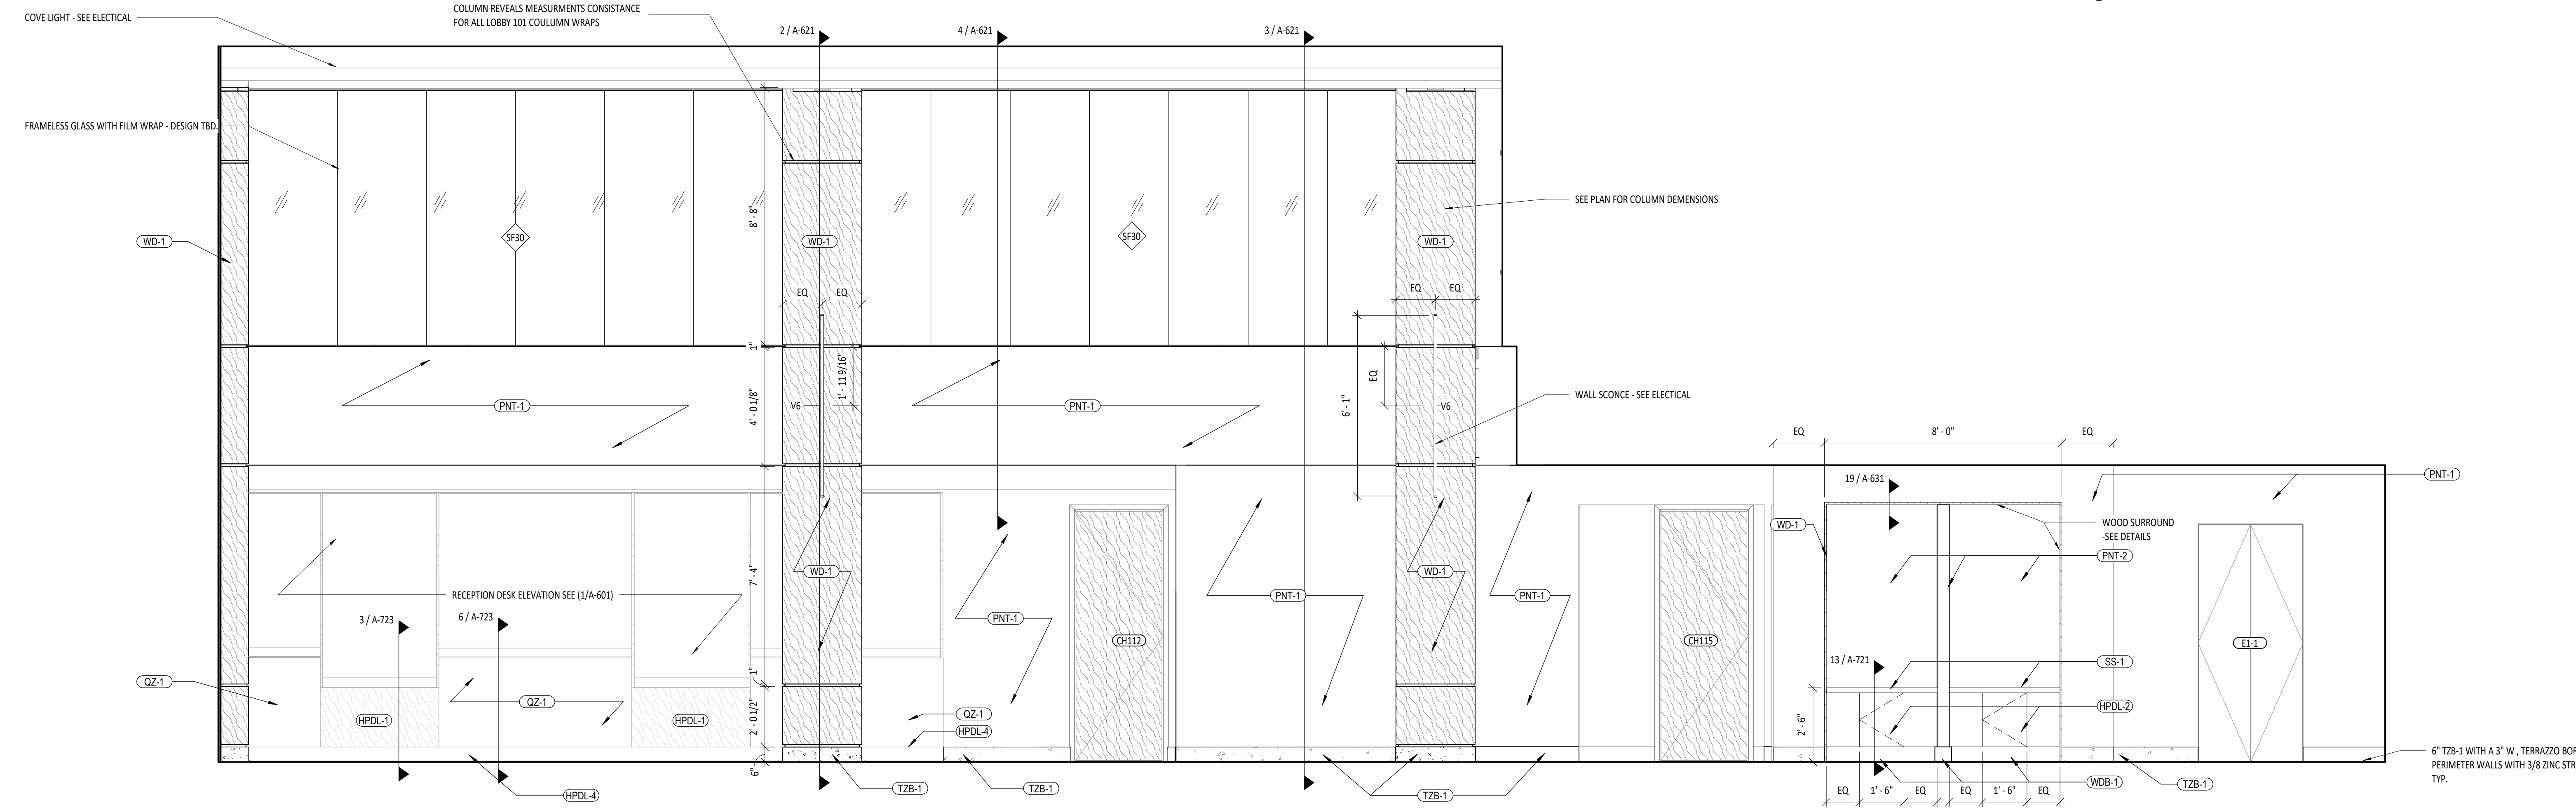 COVE LIGHT - SEE ELECTICAL
COLUMN REVEALS MEASURMENTS CONSISTANCE
FOR ALL LOBBY 101 COULUMN WRAPS
2 / A-621
4 / A-621
3 / A-621
FRAMELESS GLASS WITH FILM WRAP - DESIGN TBD.
SEE PLAN FOR COLUMN DEMENSIONS
8' - 8"
WD-1
SF30
WD-1
SF30
WD-1
EQ
EQ
EQ
EQ
1"
1' - 11 9/16"
EQ
6' - 1"
4' - 0 1/8"
PNT-1
V6
PNT-1
V6
WALL SCONCE - SEE ELECTICAL
EQ
8' - 0"
EQ
PNT-1
19 / A-631
WD-1
WOOD SURROUND
-SEE DETAILS
PNT-2
7' - 4"
WD-1
WD-1
RECEPTION DESK ELEVATION SEE (1/A-601)
PNT-1
PNT-1
3 / A-723
6 / A-723
PNT-1
CH112
CH115
E1-1
13 / A-721
SS-1
1"
QZ-1
QZ-1
HPDL-1
HPDL-1
2' - 0 1/2"
QZ-1
HPDL-4
2' - 6"
HPDL-2
6"
6" TZB-1 WITH A 3" W , TERRAZZO BOR
PERIMETER WALLS WITH 3/8 ZINC STR
TYP.
HPDL-4
TZB-1
TZB-1
TZB-1
WDB-1
TZB-1
EQ
1' - 6"
EQ
EQ
1' - 6"
EQ